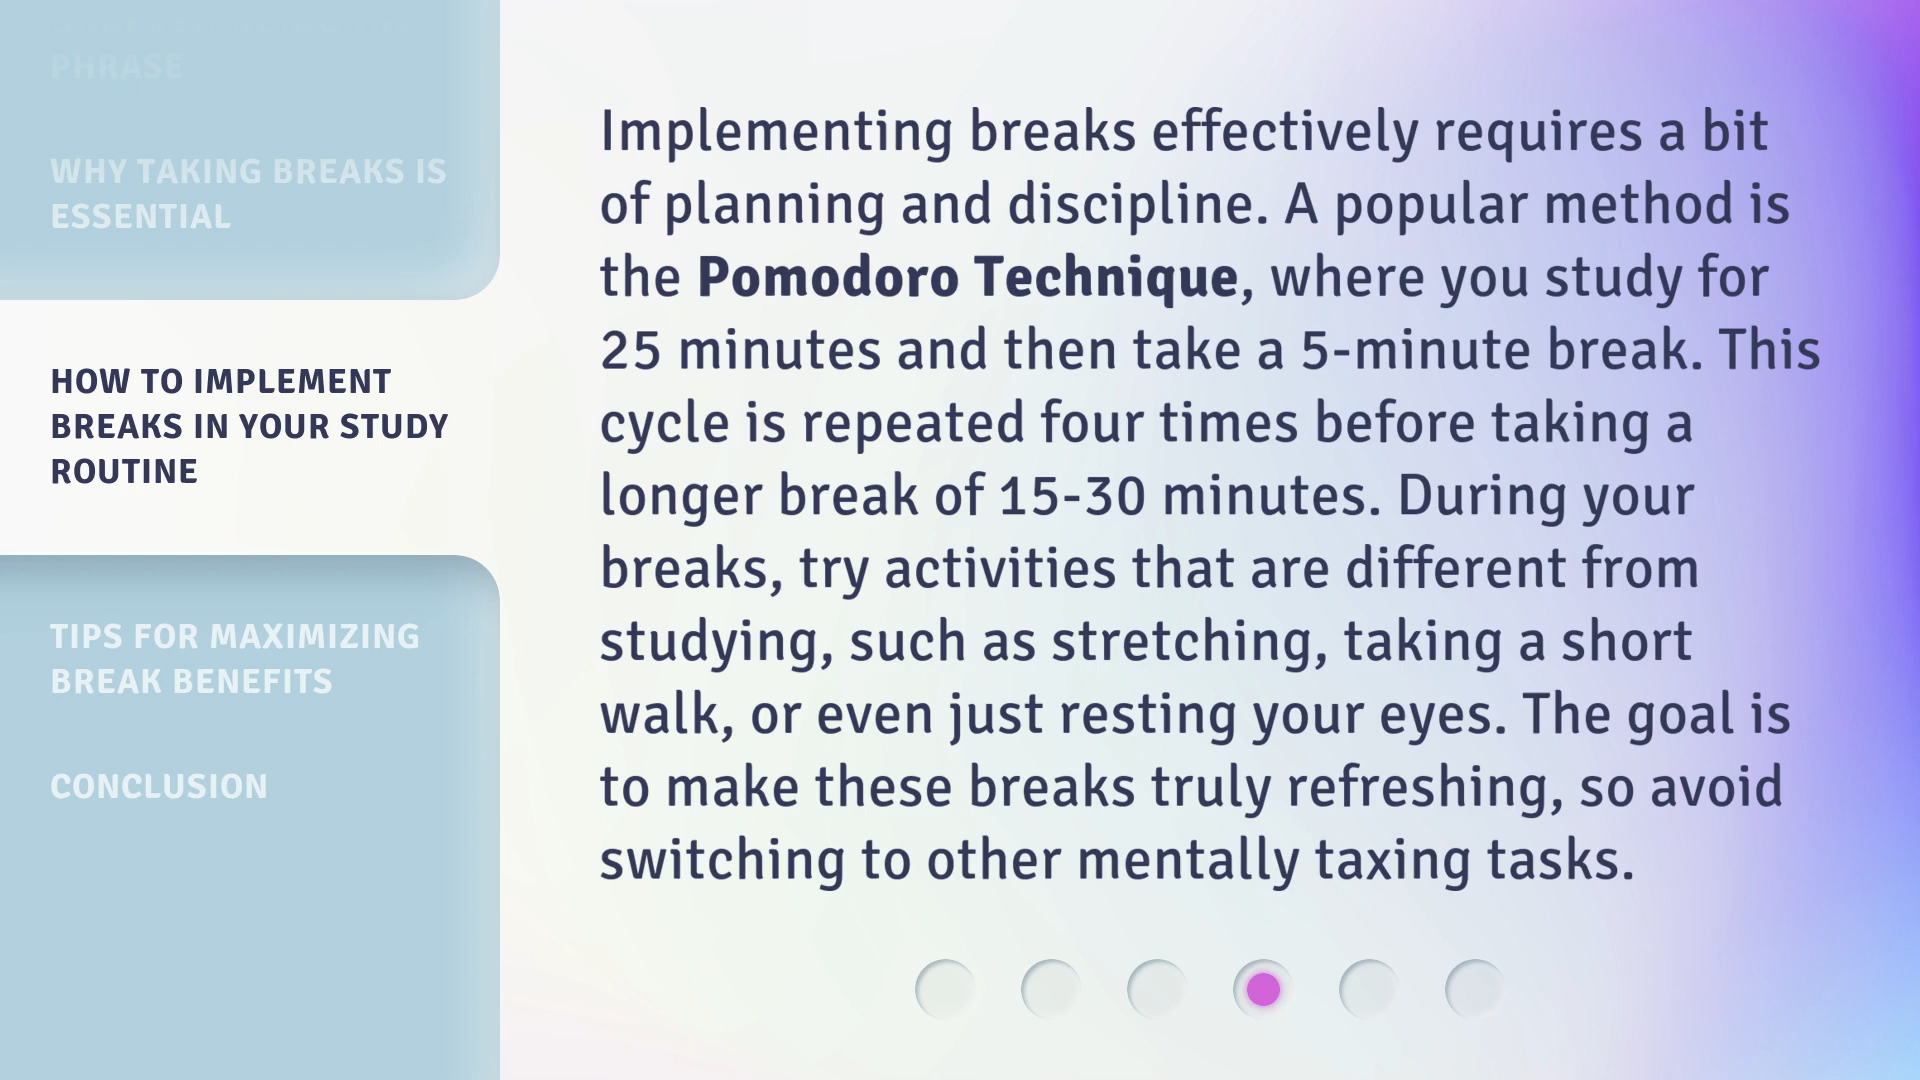 PHRASE
WHY TAKING BREAKS IS
ESSENTIAL
HOW TO IMPLEMENT
BREAKS IN YOUR STUDY
ROUTINE
TIPS FOR MAXIMIZING
BREAK BENEFITS
CONCLUSION
Implementing breaks effectively requires a bit
of planning and discipline. A popular method is
the Pomodoro Technique, where you study for
25 minutes and then take a 5-minute break. This
cycle is repeated four times before taking a
longer break of 15-30 minutes. During your
breaks, try activities that are different from
studying, such as stretching, taking a short
walk, or even just resting your eyes. The goal is
to make these breaks truly refreshing, so avoid
switching to other mentally taxing tasks.